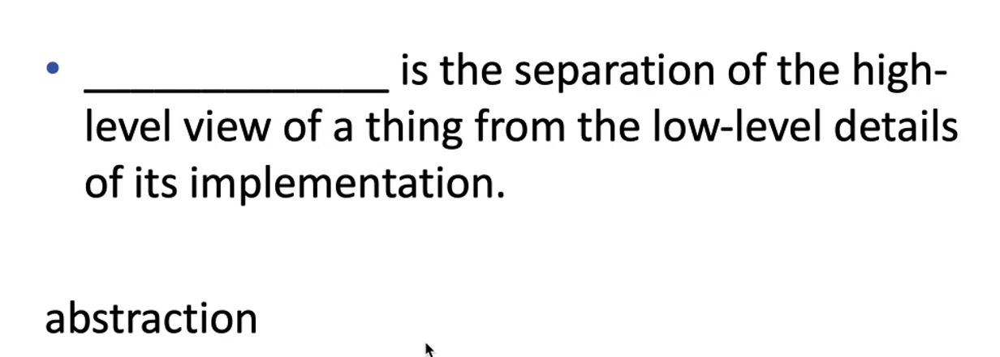 • _____________ is the separation of the high-
level view of a thing from the low-level details
of its implementation.
abstraction